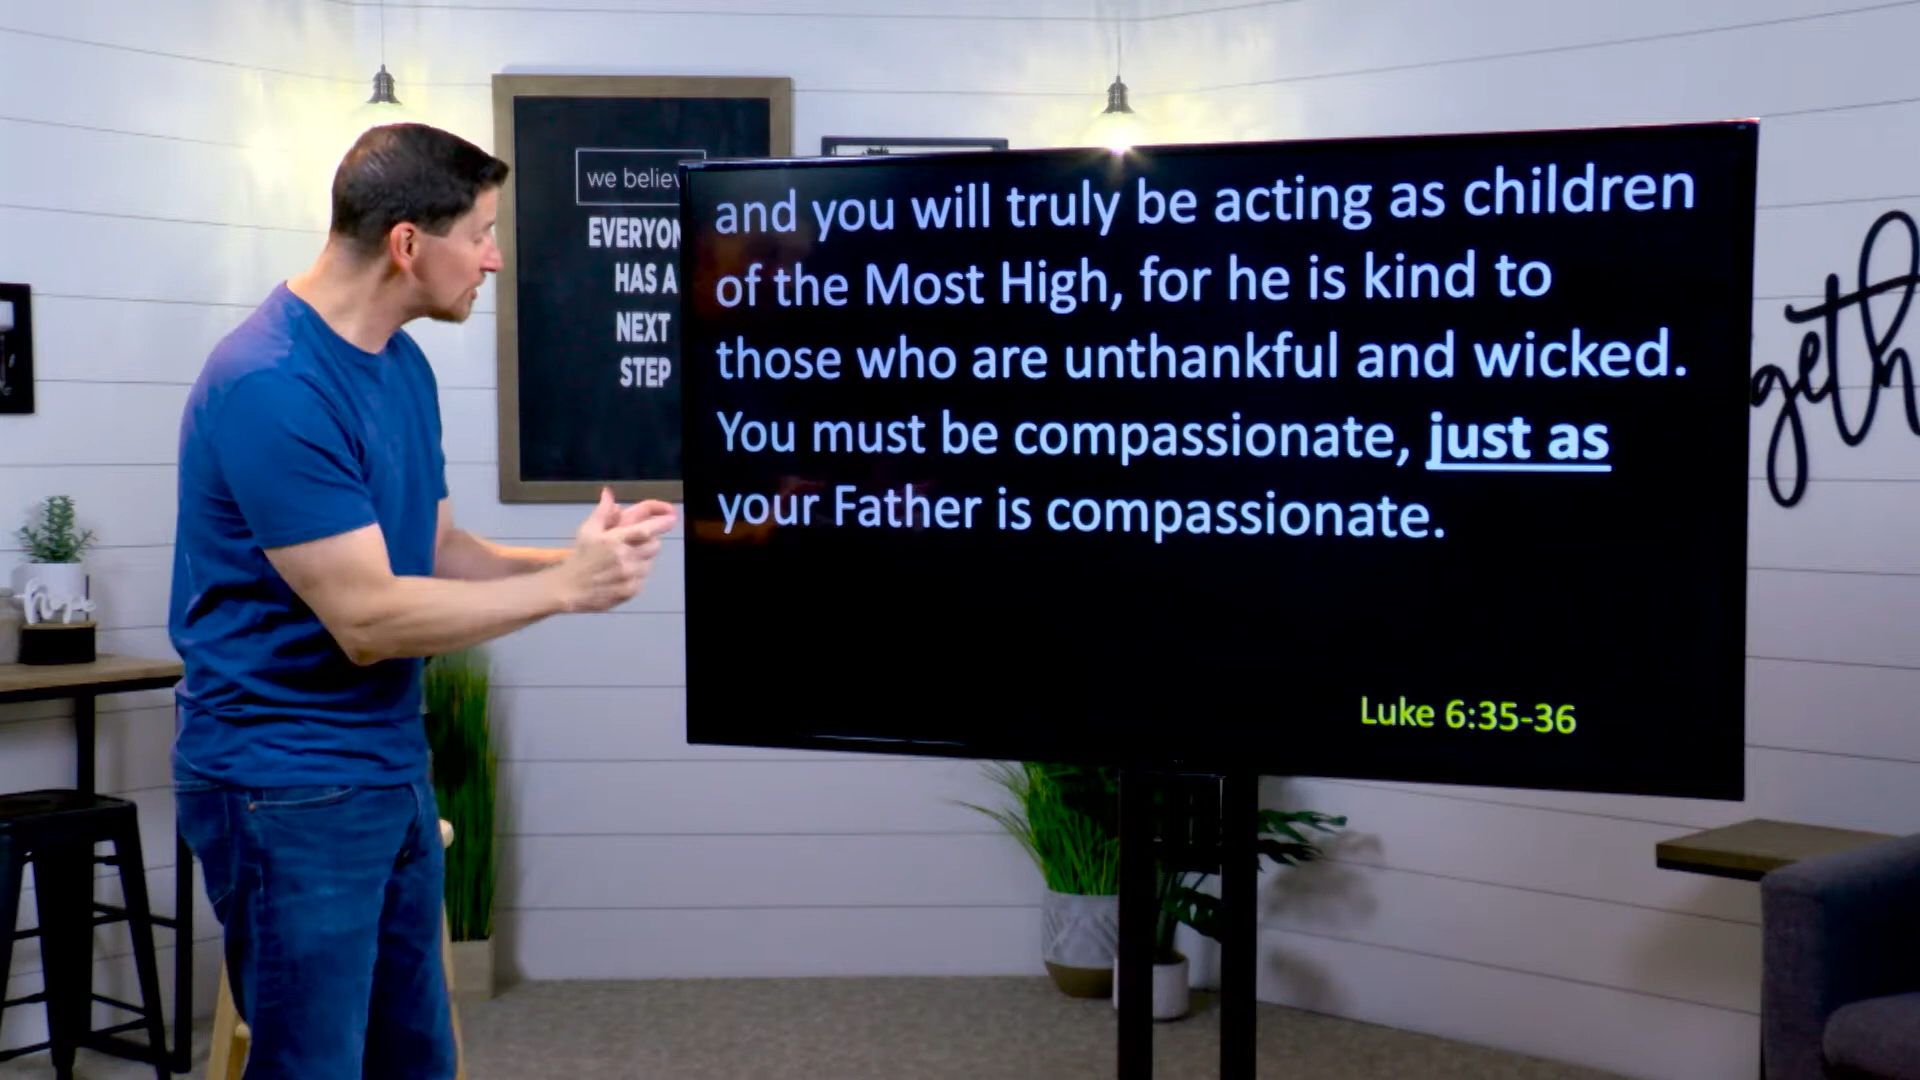 we
EVERYON
HAS A
NEXT
STEP
and you will truly be acting as children
of the Most High, for he is kind to
those who are unthankful and wicked.
You must be compassionate, just as
your Father is compassionate.
Luke 6:35-36
hope